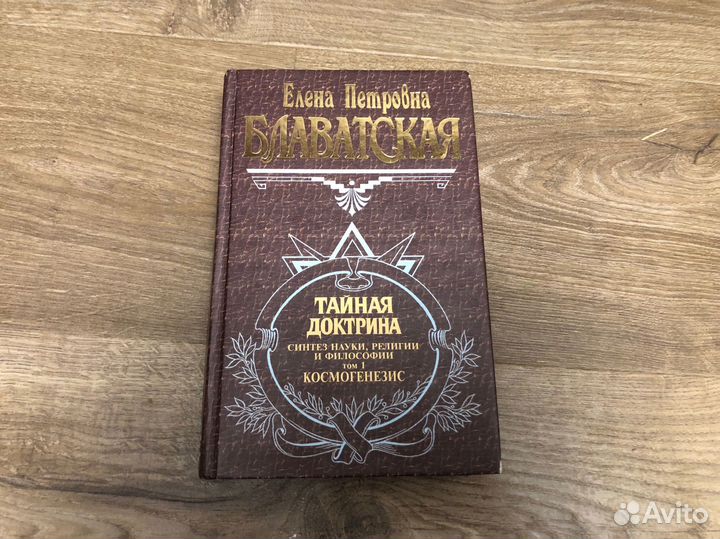 Елена Петровна
БЛАВАТСКАЯ
ТАЙНАЯ
ДОКТРИНА
СИНТЕЗ НАУКИ, РЕЛИГИИ
И ФИЛОСОФИИ
ТОМ 1
КОСМОГЕНЕЗИС
Avito